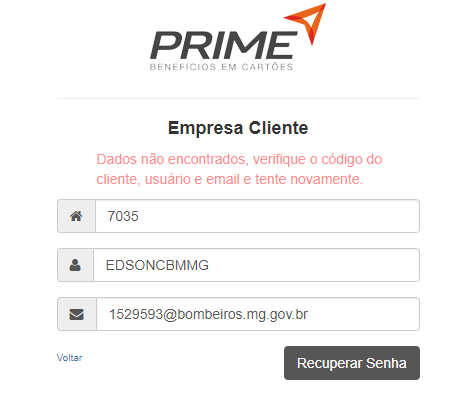 PRIME
BENEFÍCIOS EM CARTÕES
Empresa Cliente
Dados não encontrados, verifique o código do
cliente, usuário e email e tente novamente.
7035
EDSONCBMMG
1529593@bombeiros.mg.gov.br
Voltar
Recuperar Senha